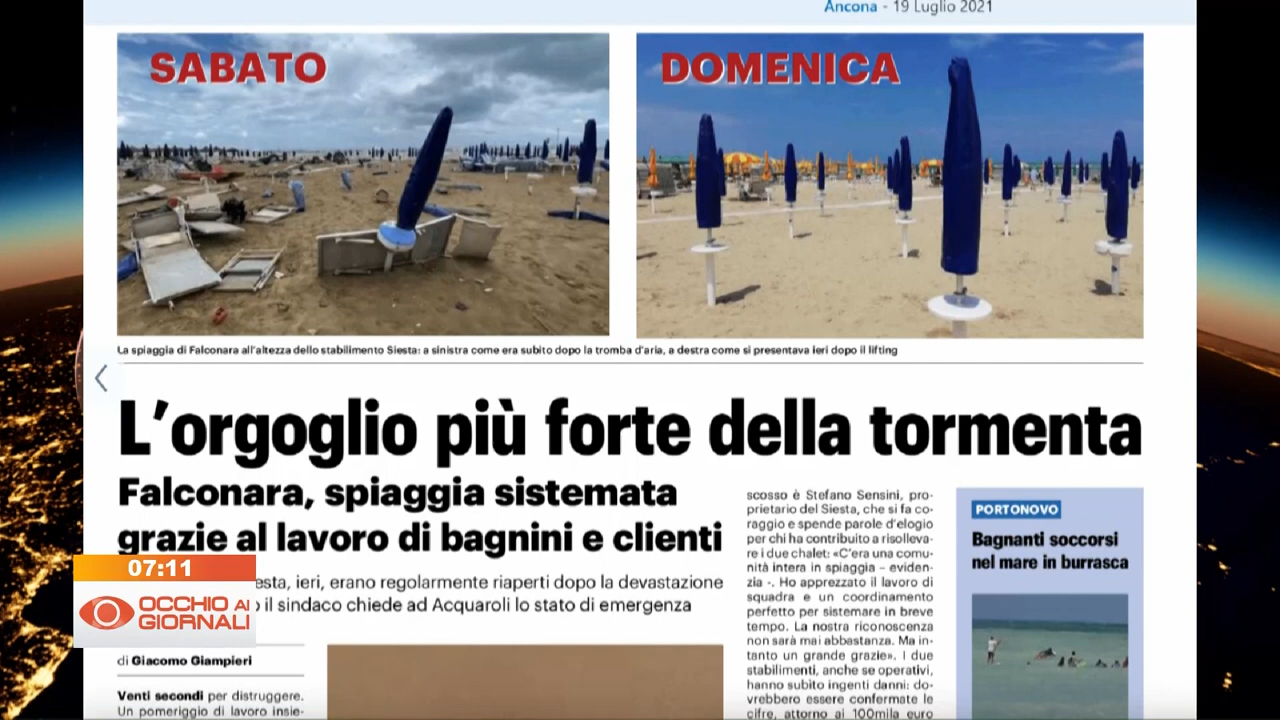 Ancona - 19 Luglio 2021
SABATO
DOMENICA
La spiaggia di Falconara all'altezza dello stabilimento Siesta: a sinistra come era subito dopo la tromba d'aria, a destra come si presentava ieri dopo il lifting
L'orgoglio più forte della tormenta
Falconara, spiaggia sistemata
grazie al lavoro di bagnini e clienti
esta, ieri, erano regolarmente riaperti dopo la devastazione
o il sindaco chiede ad Acquaroli lo stato di emergenza
di Giacomo Giampieri
Venti secondi per distruggere.
Un pomeriggio di lavoro insie-
scosso è Stefano Sensini, pro-
prietario del Siesta, che si fa co-
raggio e spende parole d'elogio
per chi ha contribuito a risolleva-
re i due chalet: «C'era una comu-
nità intera in spiaggia – eviden-
zia -. Ho apprezzato il lavoro di
squadra e un coordinamento
perfetto per sistemare in breve
tempo. La nostra riconoscenza
non sarà mai abbastanza. Ma in-
tanto un grande grazie». I due
stabilimenti, anche se operativi,
hanno subìto ingenti danni: do-
vrebbero essere confermate le
cifre, attorno ai 100mila euro
PORTONOVO
Bagnanti soccorsi
nel mare in burrasca
07:11
OCCHIO AI
GIORNALI